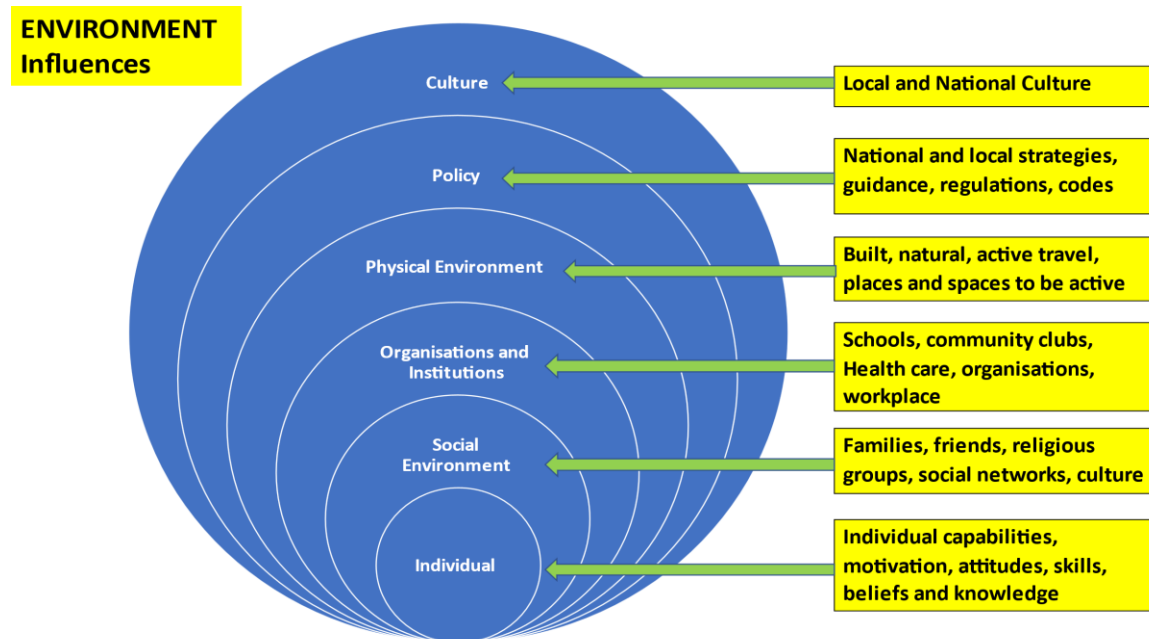 ENVIRONMENT
Influences
Culture
Local and National Culture
Policy
National and local strategies,
guidance, regulations, codes
Physical Environment
Built, natural, active travel,
places and spaces to be active
Organisations and
Institutions
Schools, community clubs,
Health care, organisations,
workplace
Social
Environment
Families, friends, religious
groups, social networks, culture
Individual
Individual capabilities,
motivation, attitudes, skills,
beliefs and knowledge